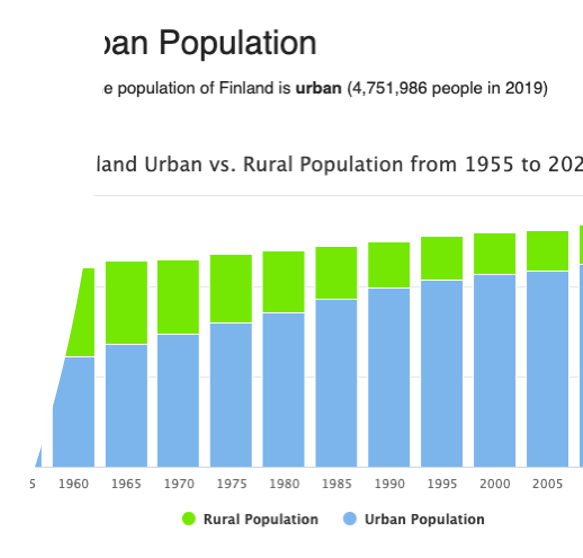 ban Population
e population of Finland is urban (4,751,986 people in 2019)
land Urban vs. Rural Population from 1955 to 202
5 1960 1965 1970 1975 1980 1985 1990 1995 2000 2005
Rural Population Urban Population